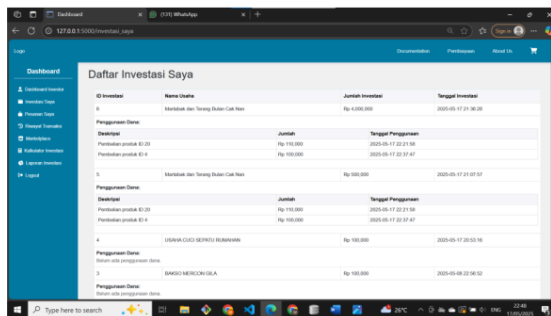 Dashboard
(131) WhatsApp
127.0.0.1:5000/investasi_saya
Sign in
Logo
Documentation
Pembayaran
About Us
Dashboard
Dashboard Investor
Investasi Saya
Pesanan Saya
Riwayat Transaksi
Marketplace
Kalkulator Investasi
Laporan Investasi
Logout
Daftar Investasi Saya
ID Investasi Nama Usaha Jumlah Investasi Tanggal Investasi
6 Martabak dan Terang Bulan Cak Nan Rp 4,000,000 2025-05-17 21:36:26
Penggunaan Dana:
Deskripsi Jumlah Tanggal Penggunaan
Pembelian produk ID 20 Rp 110,000 2025-05-17 22:21:58
Pembelian produk ID 4 Rp 100,000 2025-05-17 22:37:47
5 Martabak dan Terang Bulan Cak Nan Rp 500,000 2025-05-17 21:07:57
Penggunaan Dana:
Deskripsi Jumlah Tanggal Penggunaan
Pembelian produk ID 20 Rp 110,000 2025-05-17 22:21:58
Pembelian produk ID 4 Rp 100,000 2025-05-17 22:37:47
4 USAHA CUCI SEPATU RUMAHAN Rp 100,000 2025-05-17 20:53:18
Penggunaan Dana:
Belum ada penggunaan dana.
3 BAKSO MERCON GILA Rp 100,000 2025-05-08 22:56:52
Penggunaan Dana:
Belum ada penggunaan dana.
Type here to search
26°C
ENG
22:48
17/05/2025